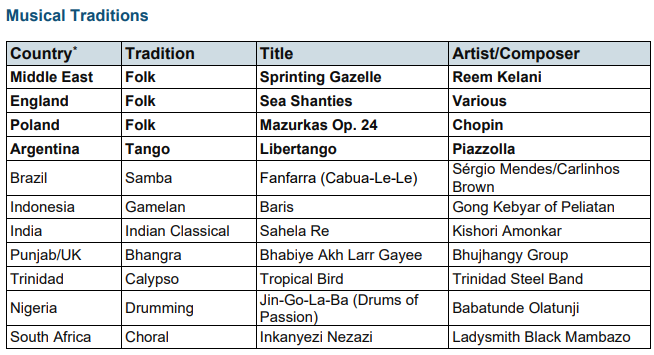 Musical Traditions
Country* Tradition Title Artist/Composer
Middle East Folk Sprinting Gazelle Reem Kelani
England Folk Sea Shanties Various
Poland Folk Mazurkas Op. 24 Chopin
Argentina Tango Libertango Piazzolla
Brazil Samba Fanfarra (Cabua-Le-Le) Sérgio Mendes/Carlinhos
Brown
Indonesia Gamelan Baris Gong Kebyar of Peliatan
India Indian Classical Sahela Re Kishori Amonkar
Punjab/UK Bhangra Bhabiye Akh Larr Gayee Bhujhangy Group
Trinidad Calypso Tropical Bird Trinidad Steel Band
Nigeria Drumming Jin-Go-La-Ba (Drums of
Passion) Babatunde Olatunji
South Africa Choral Inkanyezi Nezazi Ladysmith Black Mambazo